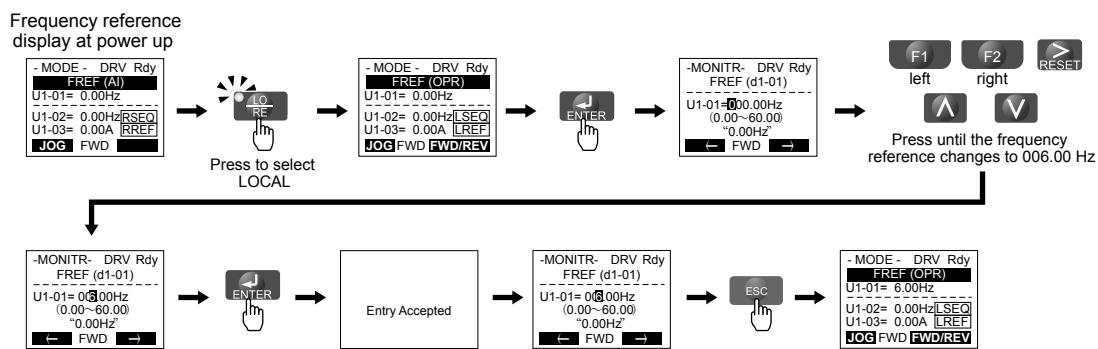 Frequency reference
display at power up
- MODE - DRV Rdy
FREF (AI)
U1-01= 0.00Hz
U1-02= 0.00Hz RSEQ
U1-03= 0.00A RREF
JOG FWD
LO
RE
Press to select
LOCAL
- MODE - DRV Rdy
FREF (OPR)
U1-01= 0.00Hz
U1-02= 0.00Hz LSEQ
U1-03= 0.00A LREF
JOG FWD FWD/REV
ENTER
-MONITR- DRV Rdy
FREF (d1-01)
U1-01=000.00Hz
(0.00~60.00)
“0.00Hz”
← FWD →
F1 F2 > RESET
left right
Λ V
Press until the frequency
reference changes to 006.00 Hz
-MONITR- DRV Rdy
FREF (d1-01)
U1-01= 006.00Hz
(0.00~60.00)
“0.00Hz”
← FWD →
ENTER
Entry Accepted
-MONITR- DRV Rdy
FREF (d1-01)
U1-01= 006.00Hz
(0.00~60.00)
“0.00Hz”
← FWD →
ESC
- MODE - DRV Rdy
FREF (OPR)
U1-01= 6.00Hz
U1-02= 0.00Hz LSEQ
U1-03= 0.00A LREF
JOG FWD FWD/REV